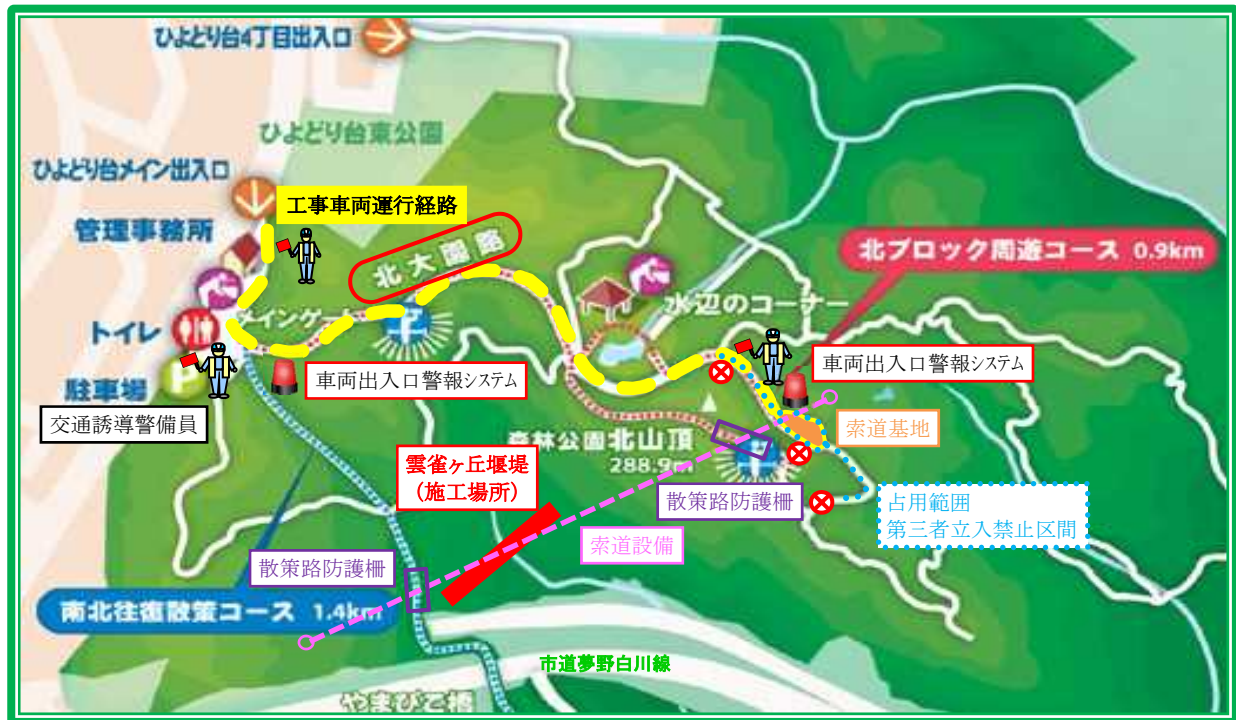 ひよどり台4丁目出入口
ひよどり台東公園
ひよどり台メイン出入口
工事車両運行経路
管理事務所
北大園路
北ブロック周遊コース 0.9km
水辺のコーナー
メインゲート
トイレ
車両出入口警報システム
車両出入口警報システム
駐車場
P
交通誘導警備員
索道基地
森林公園北山頂
288.9m
雲雀ヶ丘堰堤
(施工場所)
散策路防護柵
占用範囲
第三者立入禁止区間
索道設備
散策路防護柵
南北往復散策コース 1.4km
市道夢野白川線
やまびこ橋